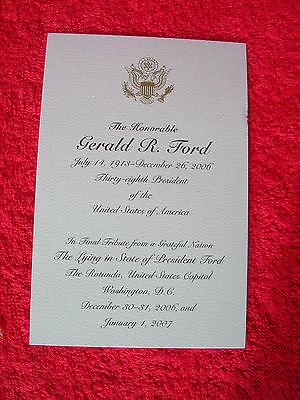 The Honorable
Gerald R. Ford
July 14, 1913–December 26, 2006
Thirty-eighth President
of the
United States of America
In Final Tribute from a Grateful Nation
The Lying in State of President Ford
The Rotunda, United States Capitol
Washington, D.C.
December 30-31, 2006, and
January 1, 2007